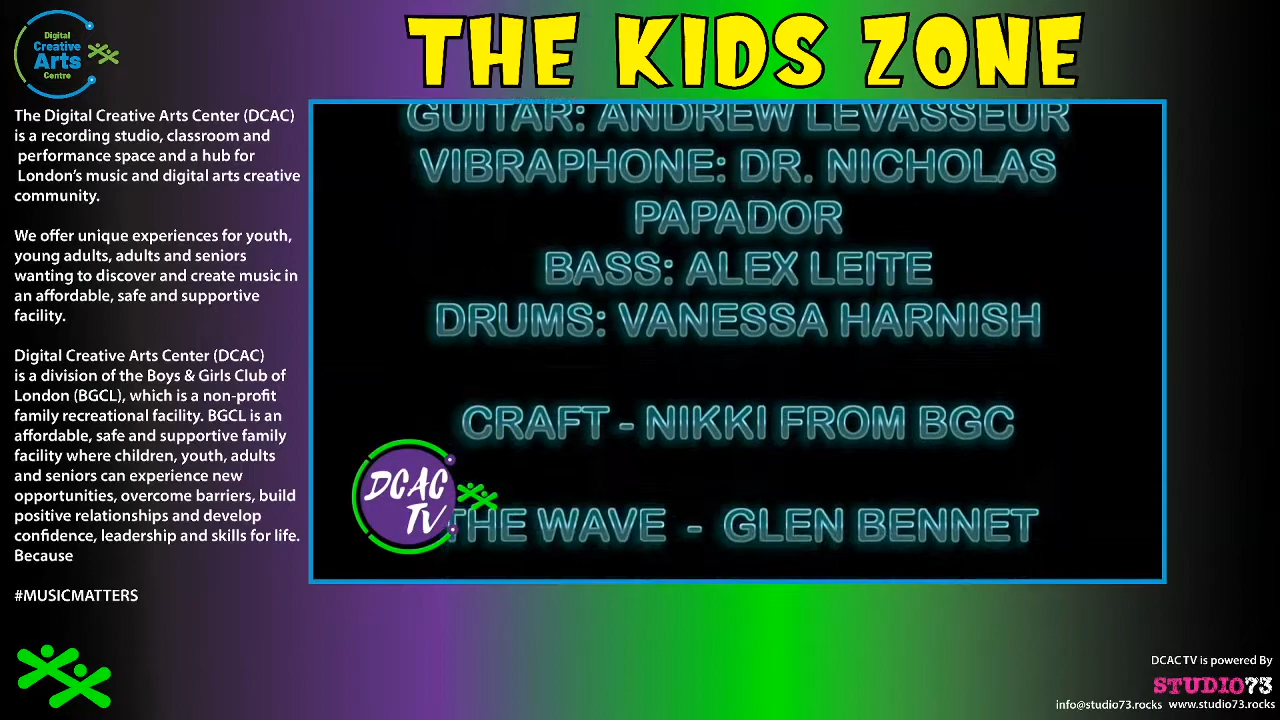 Digital
Creative
Arts
Centre
THE KIDS ZONE
The Digital Creative Arts Center (DCAC)
is a recording studio, classroom and
performance space and a hub for
London's music and digital arts creative
community.
We offer unique experiences for youth,
young adults, adults and seniors
wanting to discover and create music in
an affordable, safe and supportive
facility.
Digital Creative Arts Center (DCAC)
is a division of the Boys & Girls Club of
London (BGCL), which is a non-profit
family recreational facility. BGCL is an
affordable, safe and supportive family
facility where children, youth, adults
and seniors can experience new
opportunities, overcome barriers, build
positive relationships and develop
confidence, leadership and skills for life.
Because
#MUSICMATTERS
GUITAR: ANDREW LEVASSEUR
VIBRAPHONE: DR. NICHOLAS
PAPADOR
BASS: ALEX LEITE
DRUMS: VANESSA HARNISH
CRAFT - NIKKI FROM BGC
THE WAVE - GLEN BENNET
DCAC
TV
DCAC TV is powered By
STUDIO73
info@studio73.rocks www.studio73.rocks